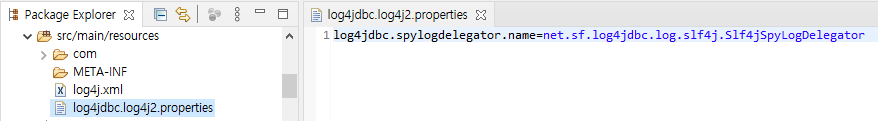 Package Explorer
src/main/resources
com
META-INF
log4j.xml
log4jdbc.log4j2.properties
log4jdbc.log4j2.properties
1 log4jdbc.spylogdelegator.name=net.sf.log4jdbc.log.slf4j.Slf4jSpyLogDelegator